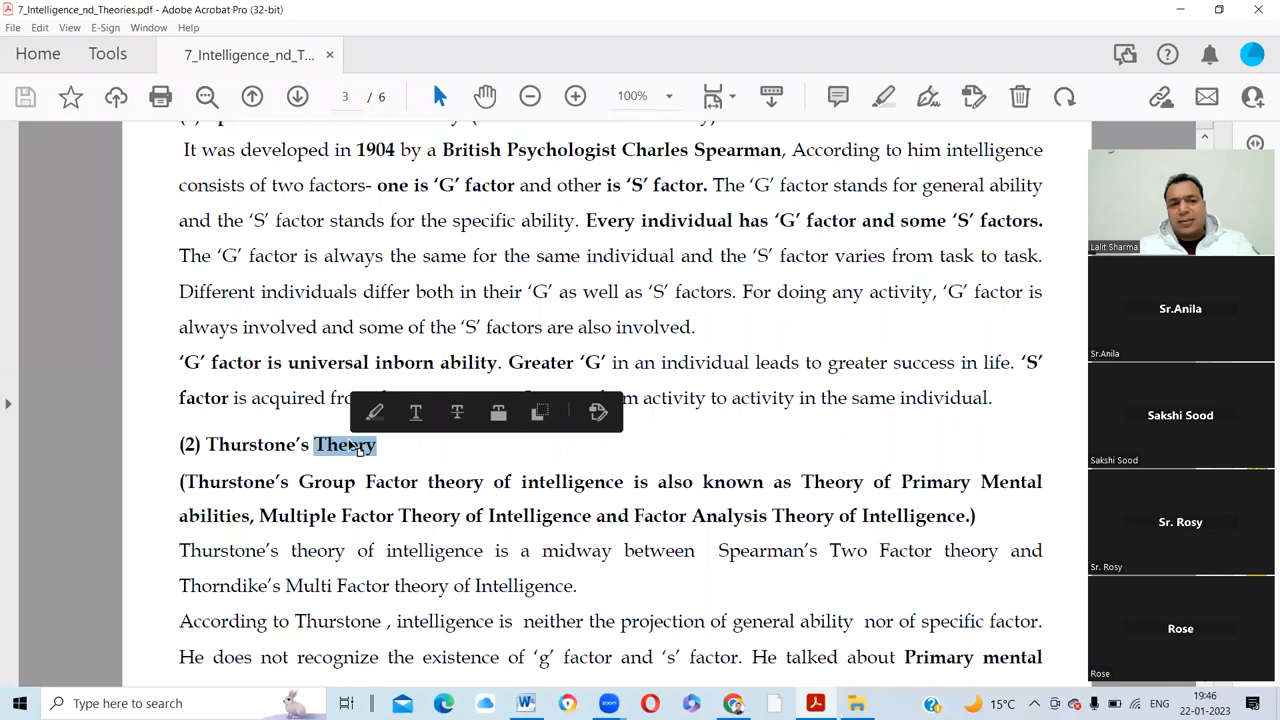 7_Intelligence_nd_Theories.pdf - Adobe Acrobat Pro (32-bit)
File Edit View E-Sign Window Help
Home Tools 7_Intelligence_nd_T... ×
3 / 6 100%
It was developed in 1904 by a British Psychologist Charles Spearman, According to him intelligence
consists of two factors- one is ‘G’ factor and other is ‘S’ factor. The ‘G’ factor stands for general ability
and the ‘S’ factor stands for the specific ability. Every individual has ‘G’ factor and some ‘S’ factors.
The ‘G’ factor is always the same for the same individual and the ‘S’ factor varies from task to task.
Different individuals differ both in their ‘G’ as well as ‘S’ factors. For doing any activity, ‘G’ factor is
always involved and some of the ‘S’ factors are also involved.
‘G’ factor is universal inborn ability. Greater ‘G’ in an individual leads to greater success in life. ‘S’
factor is acquired activity to activity in the same individual.
(2) Thurstone’s Theory
(Thurstone’s Group Factor theory of intelligence is also known as Theory of Primary Mental
abilities, Multiple Factor Theory of Intelligence and Factor Analysis Theory of Intelligence.)
Thurstone’s theory of intelligence is a midway between Spearman’s Two Factor theory and
Thorndike’s Multi Factor theory of Intelligence.
According to Thurstone , intelligence is neither the projection of general ability nor of specific factor.
He does not recognize the existence of ‘g’ factor and ‘s’ factor. He talked about Primary mental
Lalit Sharma
Sr.Anila
Sr.Anila
Sakshi Sood
Sakshi Sood
Sr. Rosy
Sr. Rosy
Rose
Rose
Type here to search
zoom
15°C
ENG
19:46
22-01-2023